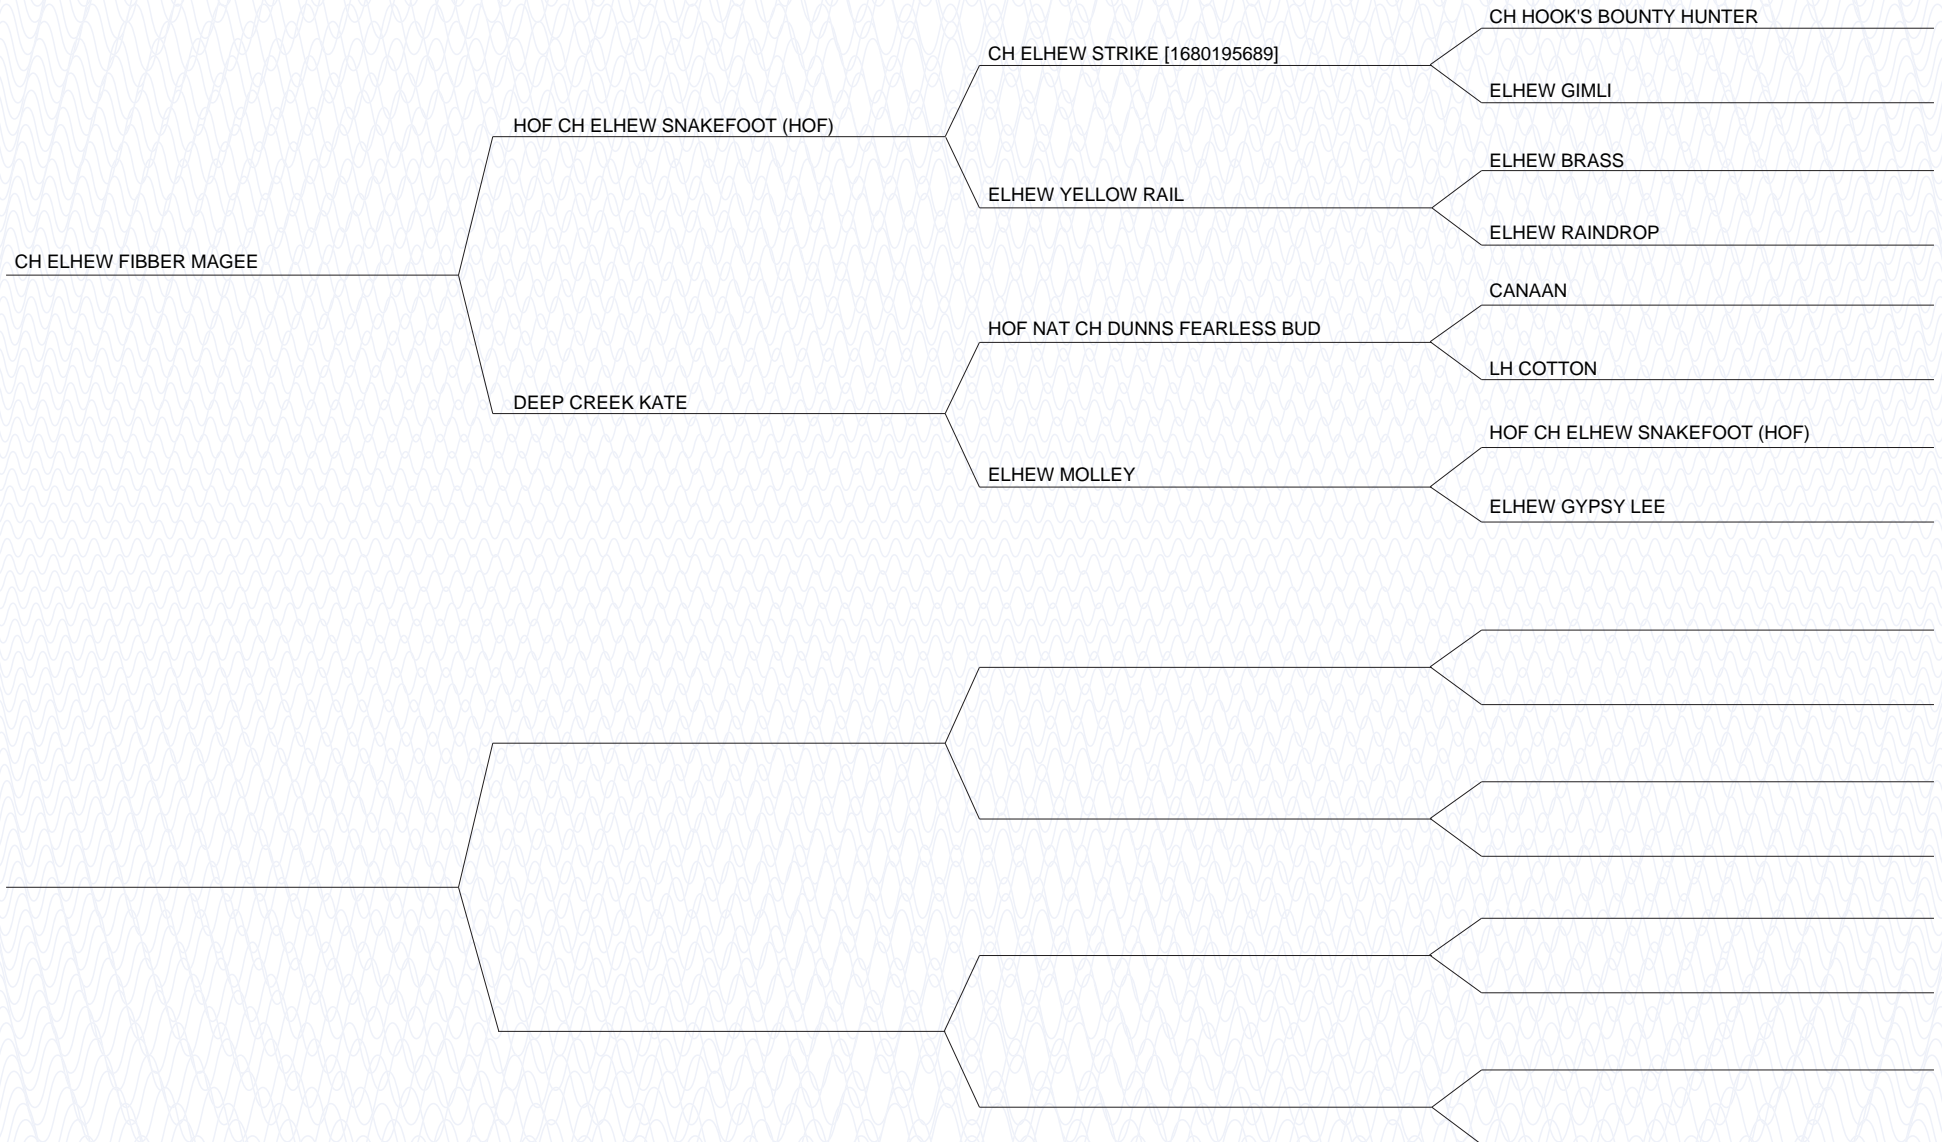 CH HOOK'S BOUNTY HUNTER
CH ELHEW STRIKE [1680195689]
ELHEW GIMLI
HOF CH ELHEW SNAKEFOOT (HOF)
ELHEW BRASS
ELHEW YELLOW RAIL
ELHEW RAINDROP
CH ELHEW FIBBER MAGEE
CANAAN
HOF NAT CH DUNNS FEARLESS BUD
LH COTTON
DEEP CREEK KATE
HOF CH ELHEW SNAKEFOOT (HOF)
ELHEW MOLLEY
ELHEW GYPSY LEE